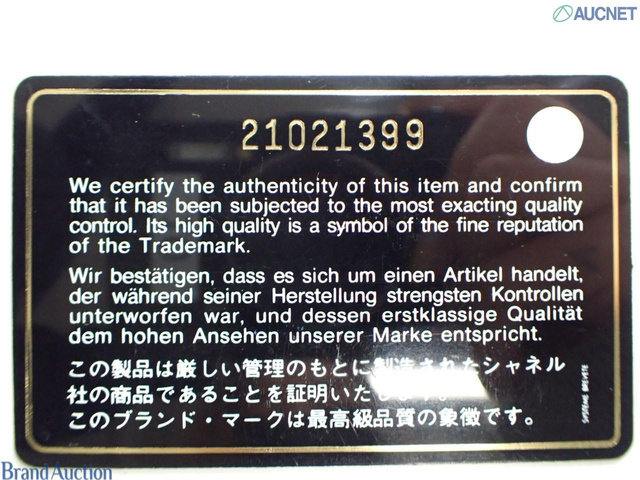 AUCNET
21021399
We certify the authenticity of this item and confirm
that it has been subjected to the most exacting quality
control. Its high quality is a symbol of the fine reputation
of the Trademark.
Wir bestätigen, dass es sich um einen Artikel handelt,
der während seiner Herstellung strengsten Kontrollen
unterworfen war, und dessen erstklassige Qualität
dem hohen Ansehen unserer Marke entspricht.
この製品は厳しい管理のもとに製造されたシャネル
社の商品であることを証明いたします。
このブランド・マークは最高級品質の象徴です。
SYSTEME BREVETE
BrandAuction